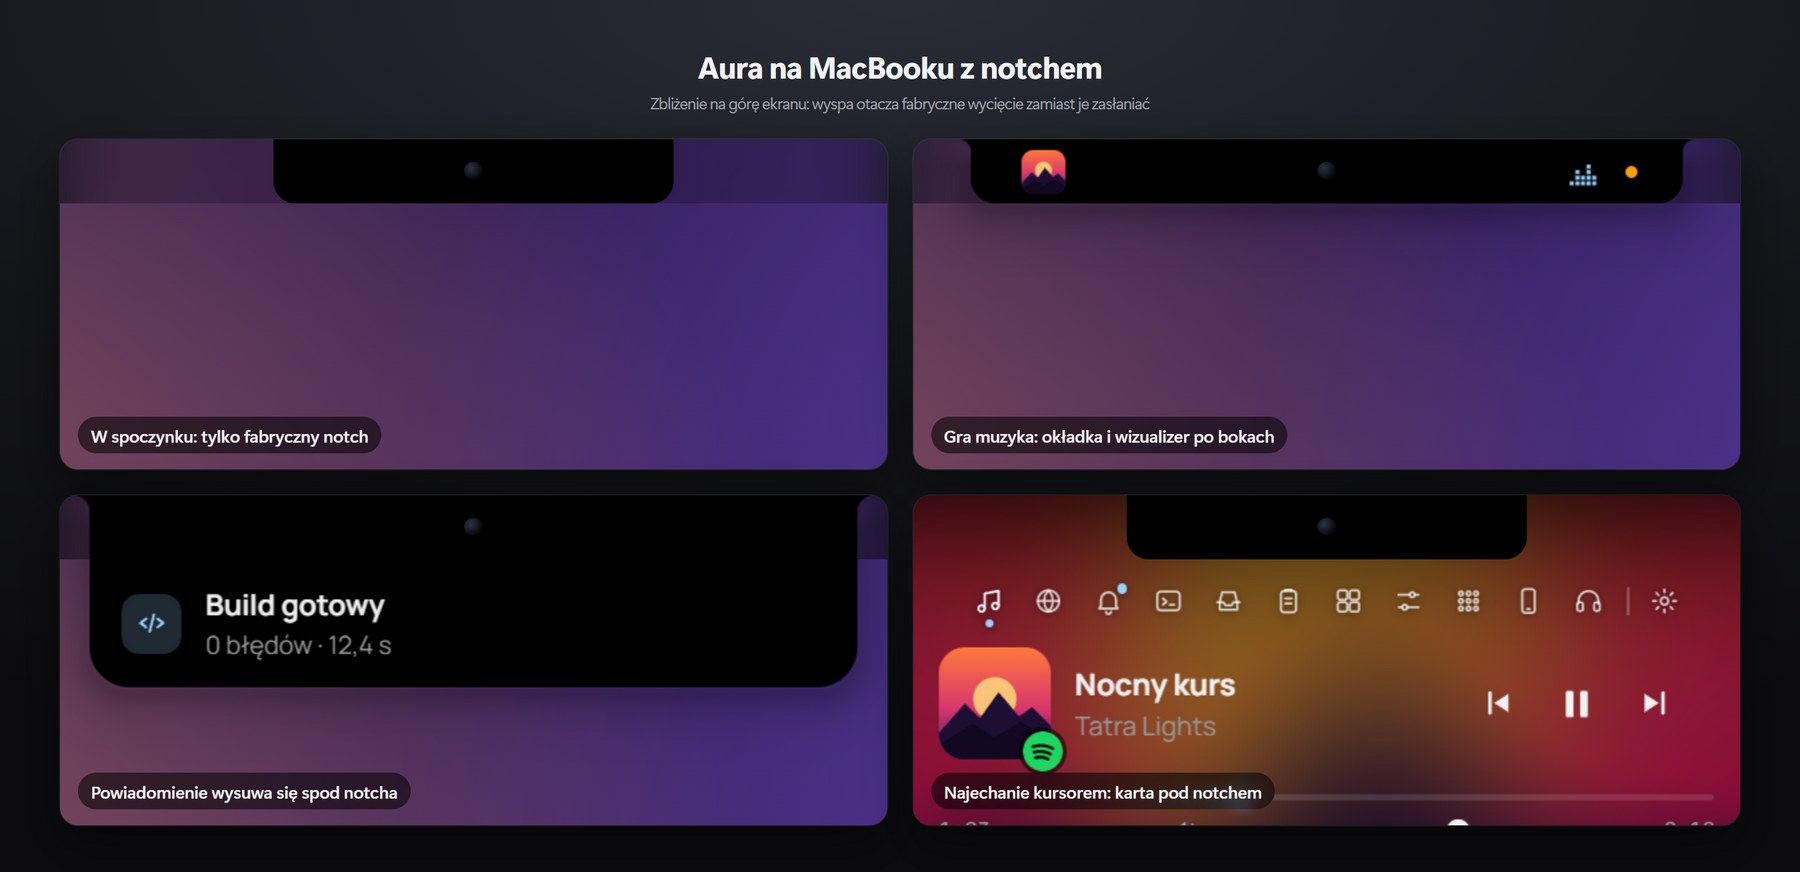 Aura na MacBooku z notchem
Zbliżenie na górę ekranu: wyspa otacza fabryczne wycięcie zamiast je zasłaniać
W spoczynku: tylko fabryczny notch
Gra muzyka: okładka i wizualizer po bokach
</>
Build gotowy
0 błędów · 12,4 s
Powiadomienie wysuwa się spod notcha
Nocny kurs
Tatra Lights
Najechanie kursorem: karta pod notchem